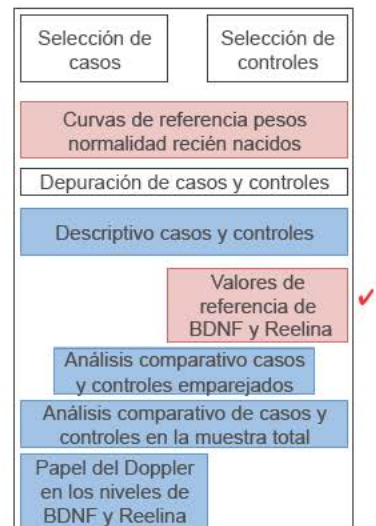 Selección de
casos
Selección de
controles
Curvas de referencia pesos
normalidad recién nacidos
Depuración de casos y controles
Descriptivo casos y controles
Valores de
referencia de
BDNF y Reelina
Análisis comparativo casos
y controles emparejados
Análisis comparativo de casos y
controles en la muestra total
Papel del Doppler
en los niveles de
BDNF y Reelina